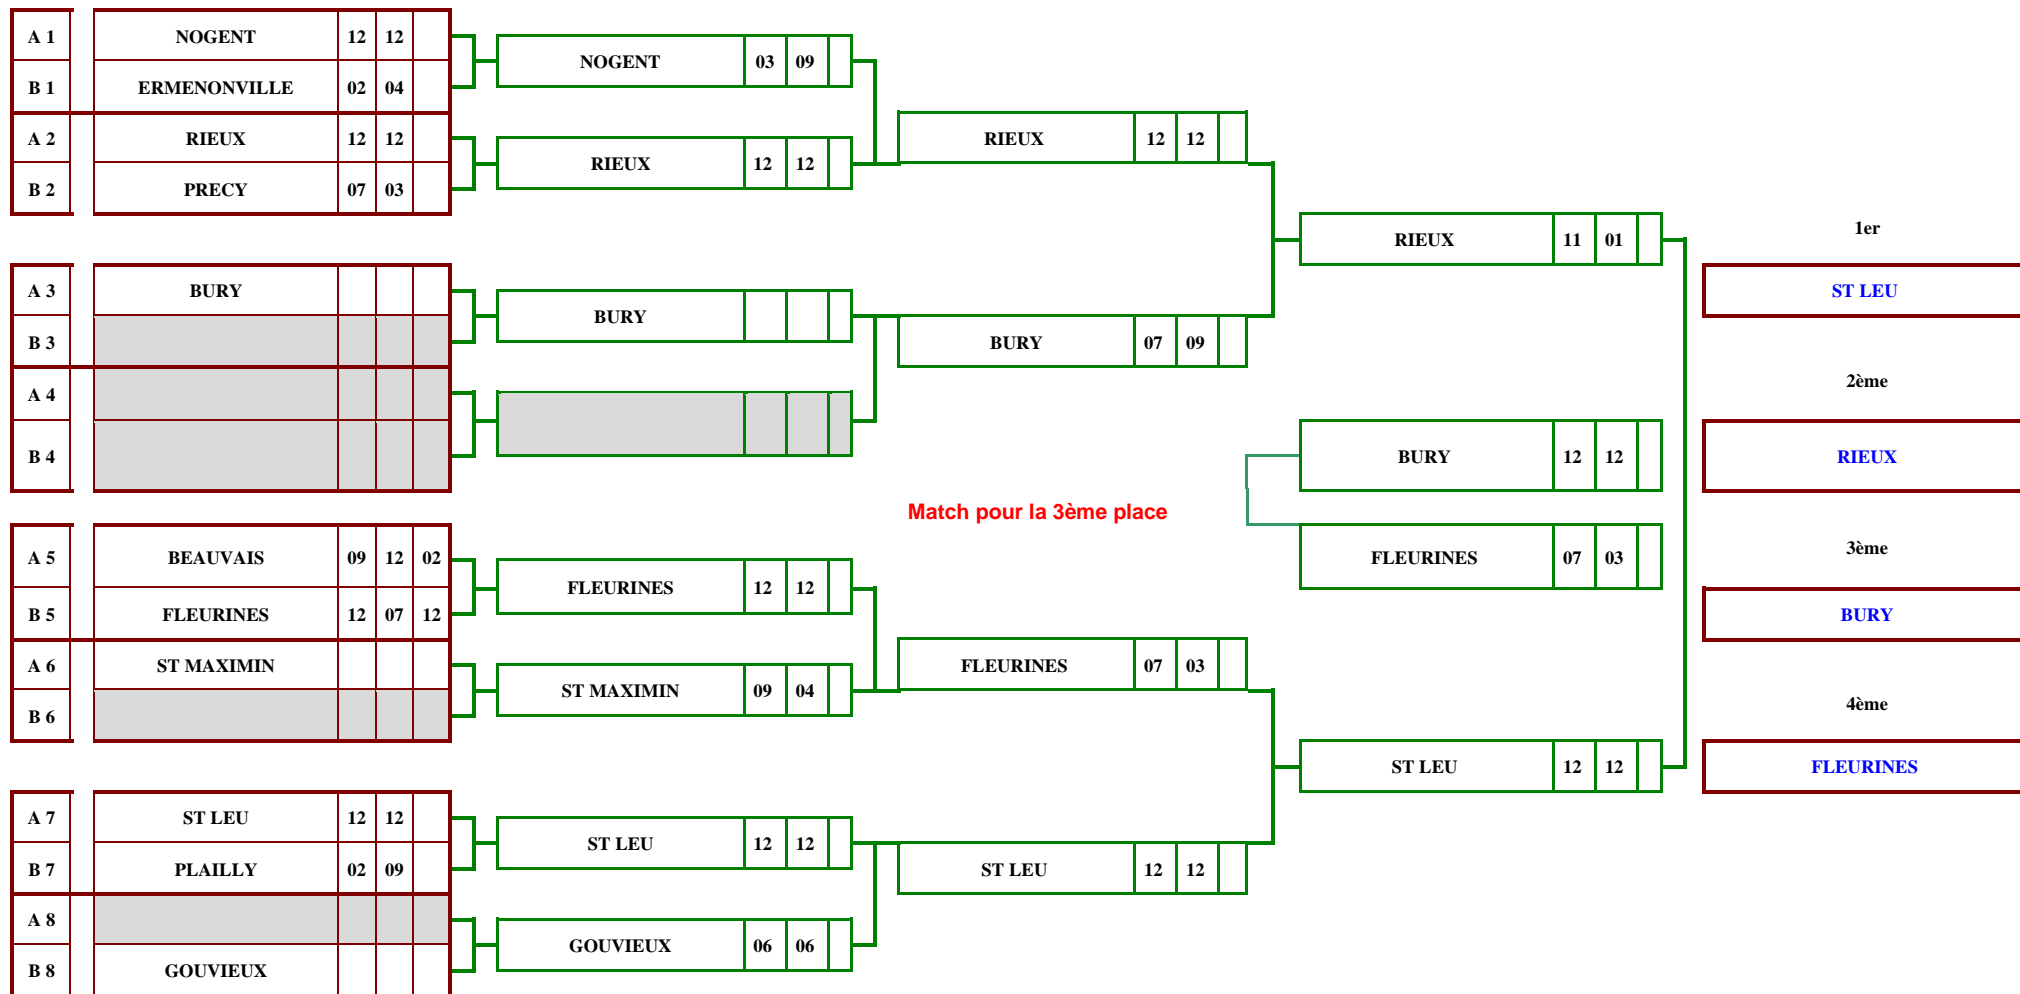 A 1 NOGENT 12 12
B 1 ERMENONVILLE 02 04
A 2 RIEUX 12 12
B 2 PRECY 07 03
A 3 BURY
B 3
A 4
B 4
A 5 BEAUVAIS 09 12 02
B 5 FLEURINES 12 07 12
A 6 ST MAXIMIN
B 6
A 7 ST LEU 12 12
B 7 PLAILLY 02 09
A 8
B 8 GOUVIEUX
NOGENT 03 09
RIEUX 12 12
BURY
FLEURINES 12 12
ST MAXIMIN 09 04
ST LEU 12 12
GOUVIEUX 06 06
RIEUX 12 12
BURY 07 09
Match pour la 3ème place
FLEURINES 07 03
ST LEU 12 12
RIEUX 11 01
BURY 12 12
FLEURINES 07 03
ST LEU 12 12
1er
ST LEU
2ème
RIEUX
3ème
BURY
4ème
FLEURINES